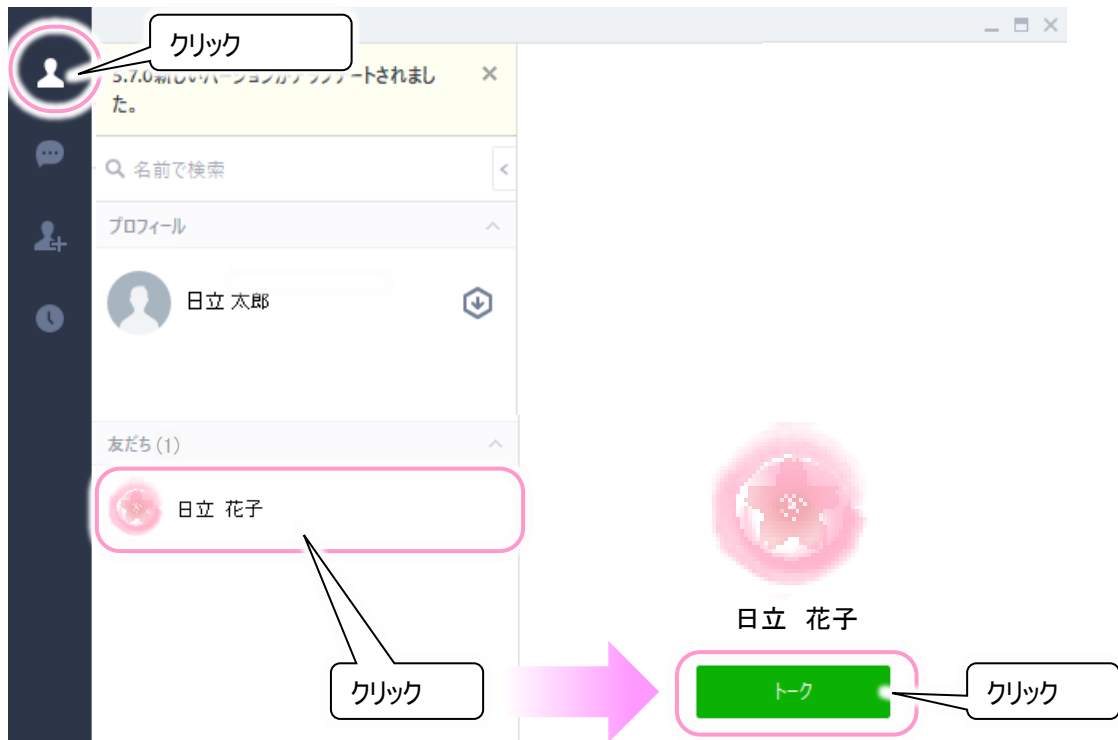 クリック
5.7.0新しいバージョンがアップデートされまし
た。
名前で検索
プロフィール
日立 太郎
友だち (1)
日立 花子
日立 花子
クリック
トーク
クリック